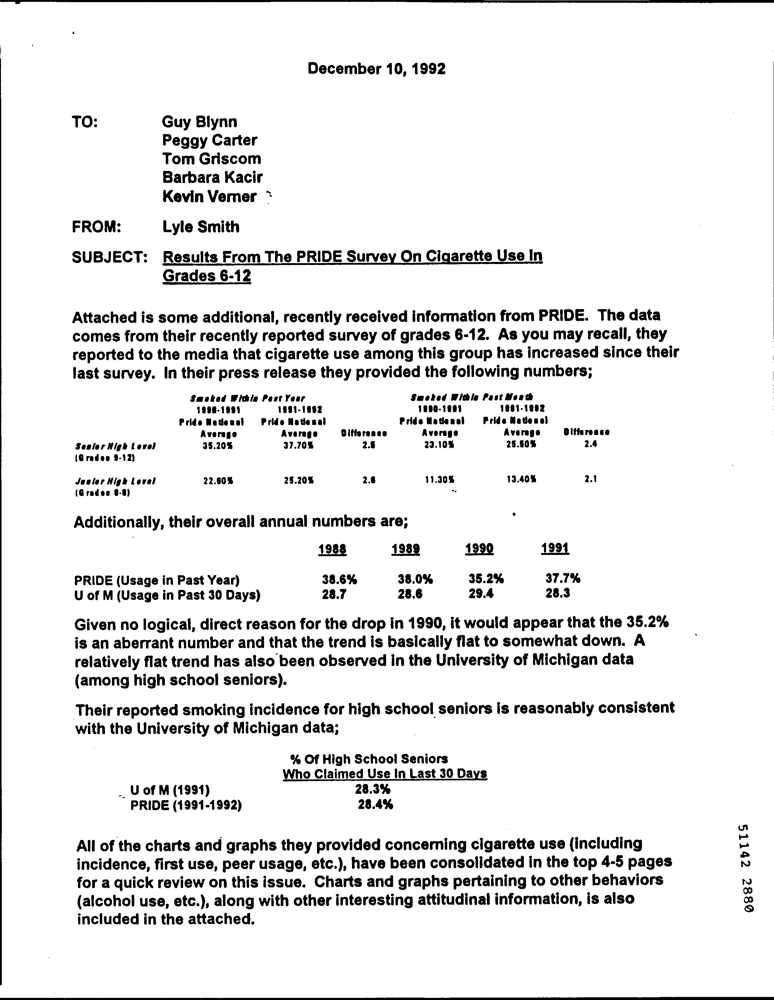 December 10, 1992
TO: Guy Blynn
Peggy Carter
Tom Griscom
Barbara Kacir
Kevin Verner
FROM: Lyle Smith
SUBJECT: Results From The PRIDE Survey On Cigarette Use In
Grades 6-12
Attached is some additional, recently received information from PRIDE. The data
comes from their recently reported survey of grades 6-12. As you may recall, they
reported to the media that cigarette use among this group has increased since their
last survey. In their press release they provided the following numbers;
Smoked Within Past Year Smoked Within Past Month
1990-1991 1991-1992 1990-1991 1991-1992
Pride National Pride National Pride National Pride National
Average Average Difference Average Average Difference
Senior High Level 35.20% 37.70% 2.5 23.10% 25.50% 2.4
(Grades 9-12)
Junior High Level 22.60% 25.20% 2.6 11.30% 13.40% 2.1
(Grades 6-8)
Additionally, their overall annual numbers are;
1988 1989 1990 1991
PRIDE (Usage in Past Year) 38.6% 38.0% 35.2% 37.7%
U of M (Usage in Past 30 Days) 28.7 28.6 29.4 28.3
Given no logical, direct reason for the drop in 1990, it would appear that the 35.2%
is an aberrant number and that the trend is basically flat to somewhat down. A
relatively flat trend has also been observed in the University of Michigan data
(among high school seniors).
Their reported smoking incidence for high school seniors is reasonably consistent
with the University of Michigan data;
% Of High School Seniors
Who Claimed Use In Last 30 Days
U of M (1991) 28.3%
PRIDE (1991-1992) 28.4%
All of the charts and graphs they provided concerning cigarette use (including
incidence, first use, peer usage, etc.), have been consolidated in the top 4-5 pages
for a quick review on this issue. Charts and graphs pertaining to other behaviors
(alcohol use, etc.), along with other interesting attitudinal information, is also
included in the attached.
51142 2880